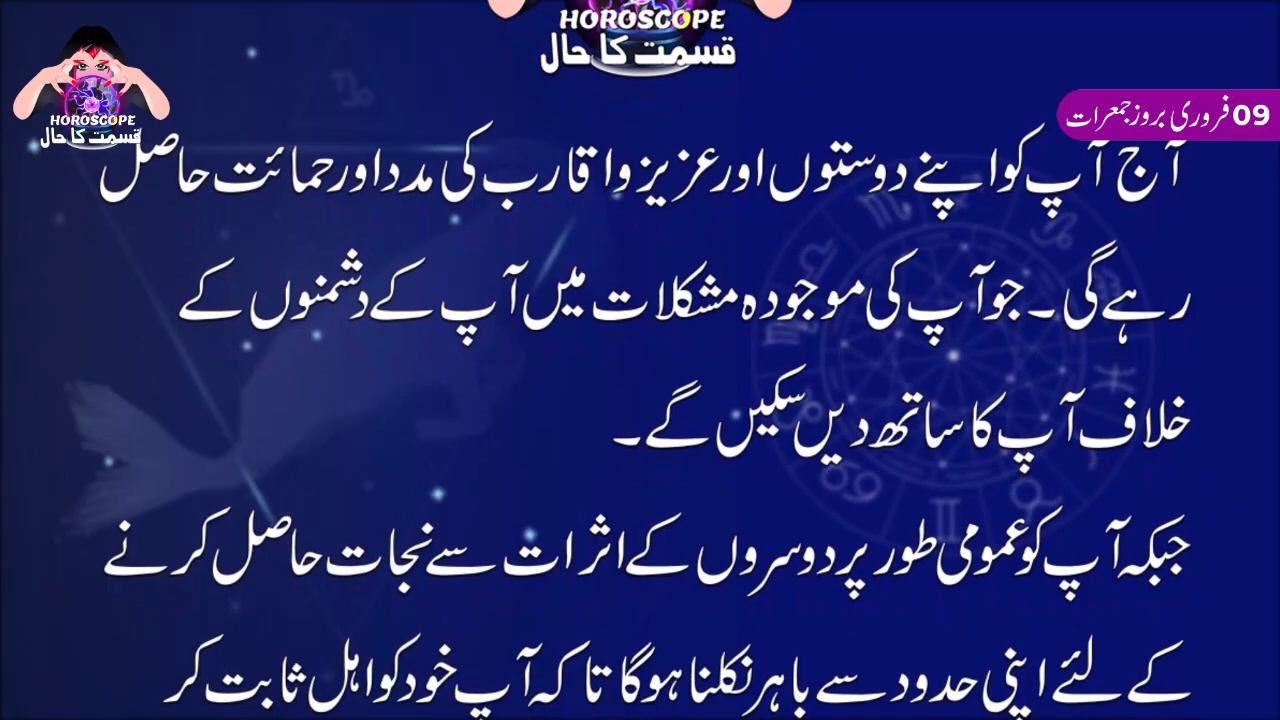 HOROSCOPE
قسمت کا حال
HOROSCOPE
قسمت کا حال
09 فروری بروز جمعرات
آج آپ کو اپنے دوستوں اور عزیز و اقارب کی مدد اور حمائت حاصل
رہے گی۔ جو آپ کی موجودہ مشکلات میں آپ کے دشمنوں کے
خلاف آپ کا ساتھ دیں سکیں گے۔
جبکہ آپ کو عمومی طور پر دوسروں کے اثرات سے نجات حاصل کرنے
کے لئے اپنی حدود سے باہر نکلنا ہوگا تاکہ آپ خود کو اہل ثابت کر